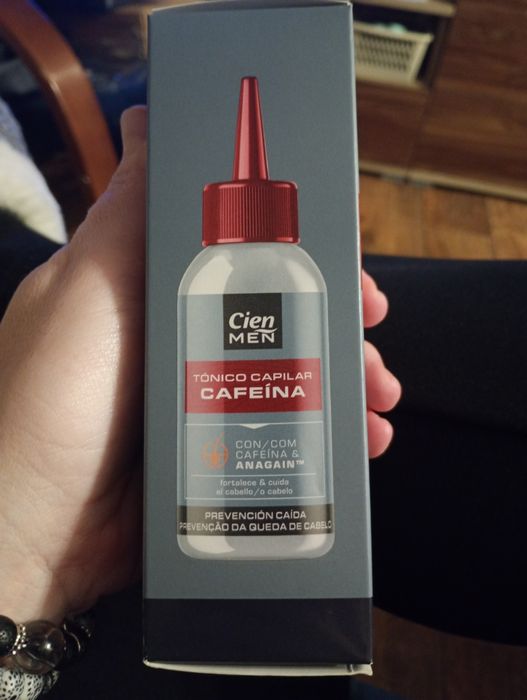 Cien
MEN
TÓNICO CAPILAR
CAFEÍNA
CON/COM
CAFEÍNA &
ANAGAIN™
fortalece & cuida
el cabello/o cabelo
PREVENCIÓN CAÍDA
PREVENÇÃO DA QUEDA DE CABELO